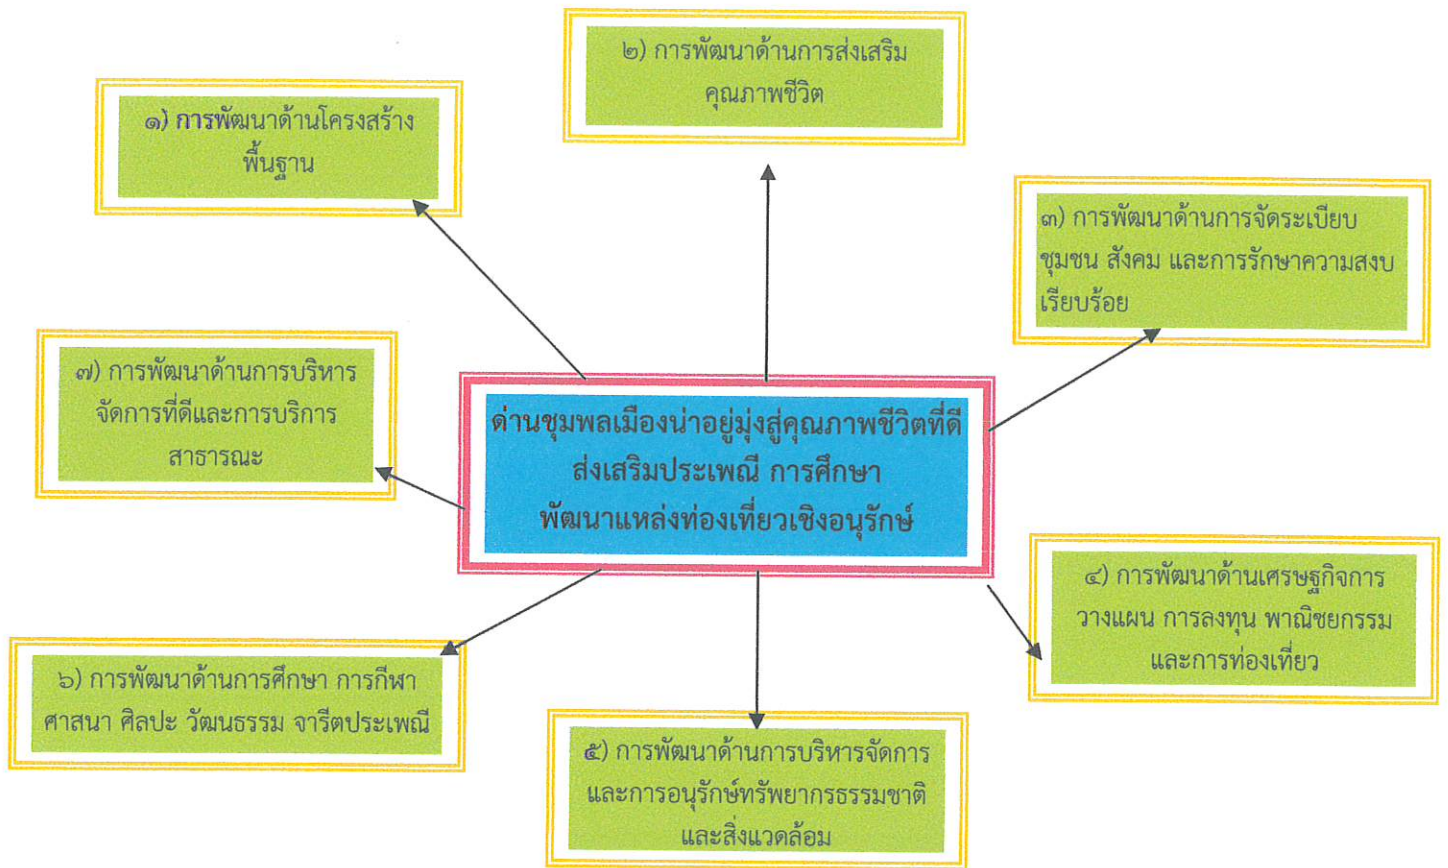 ๒) การพัฒนาด้านการส่งเสริม
คุณภาพชีวิต
๑) การพัฒนาด้านโครงสร้าง
พื้นฐาน
๓) การพัฒนาด้านการจัดระเบียบ
ชุมชน สังคม และการรักษาความสงบ
เรียบร้อย
๗) การพัฒนาด้านการบริหาร
จัดการที่ดีและการบริการ
สาธารณะ
ด่านชุมพลเมืองน่าอยู่มุ่งสู่คุณภาพชีวิตที่ดี
ส่งเสริมประเพณี การศึกษา
พัฒนาแหล่งท่องเที่ยวเชิงอนุรักษ์
๔) การพัฒนาด้านเศรษฐกิจการ
วางแผน การลงทุน พาณิชยกรรม
และการท่องเที่ยว
๖) การพัฒนาด้านการศึกษา การกีฬา
ศาสนา ศิลปะ วัฒนธรรม จารีตประเพณี
๕) การพัฒนาด้านการบริหารจัดการ
และการอนุรักษ์ทรัพยากรธรรมชาติ
และสิ่งแวดล้อม